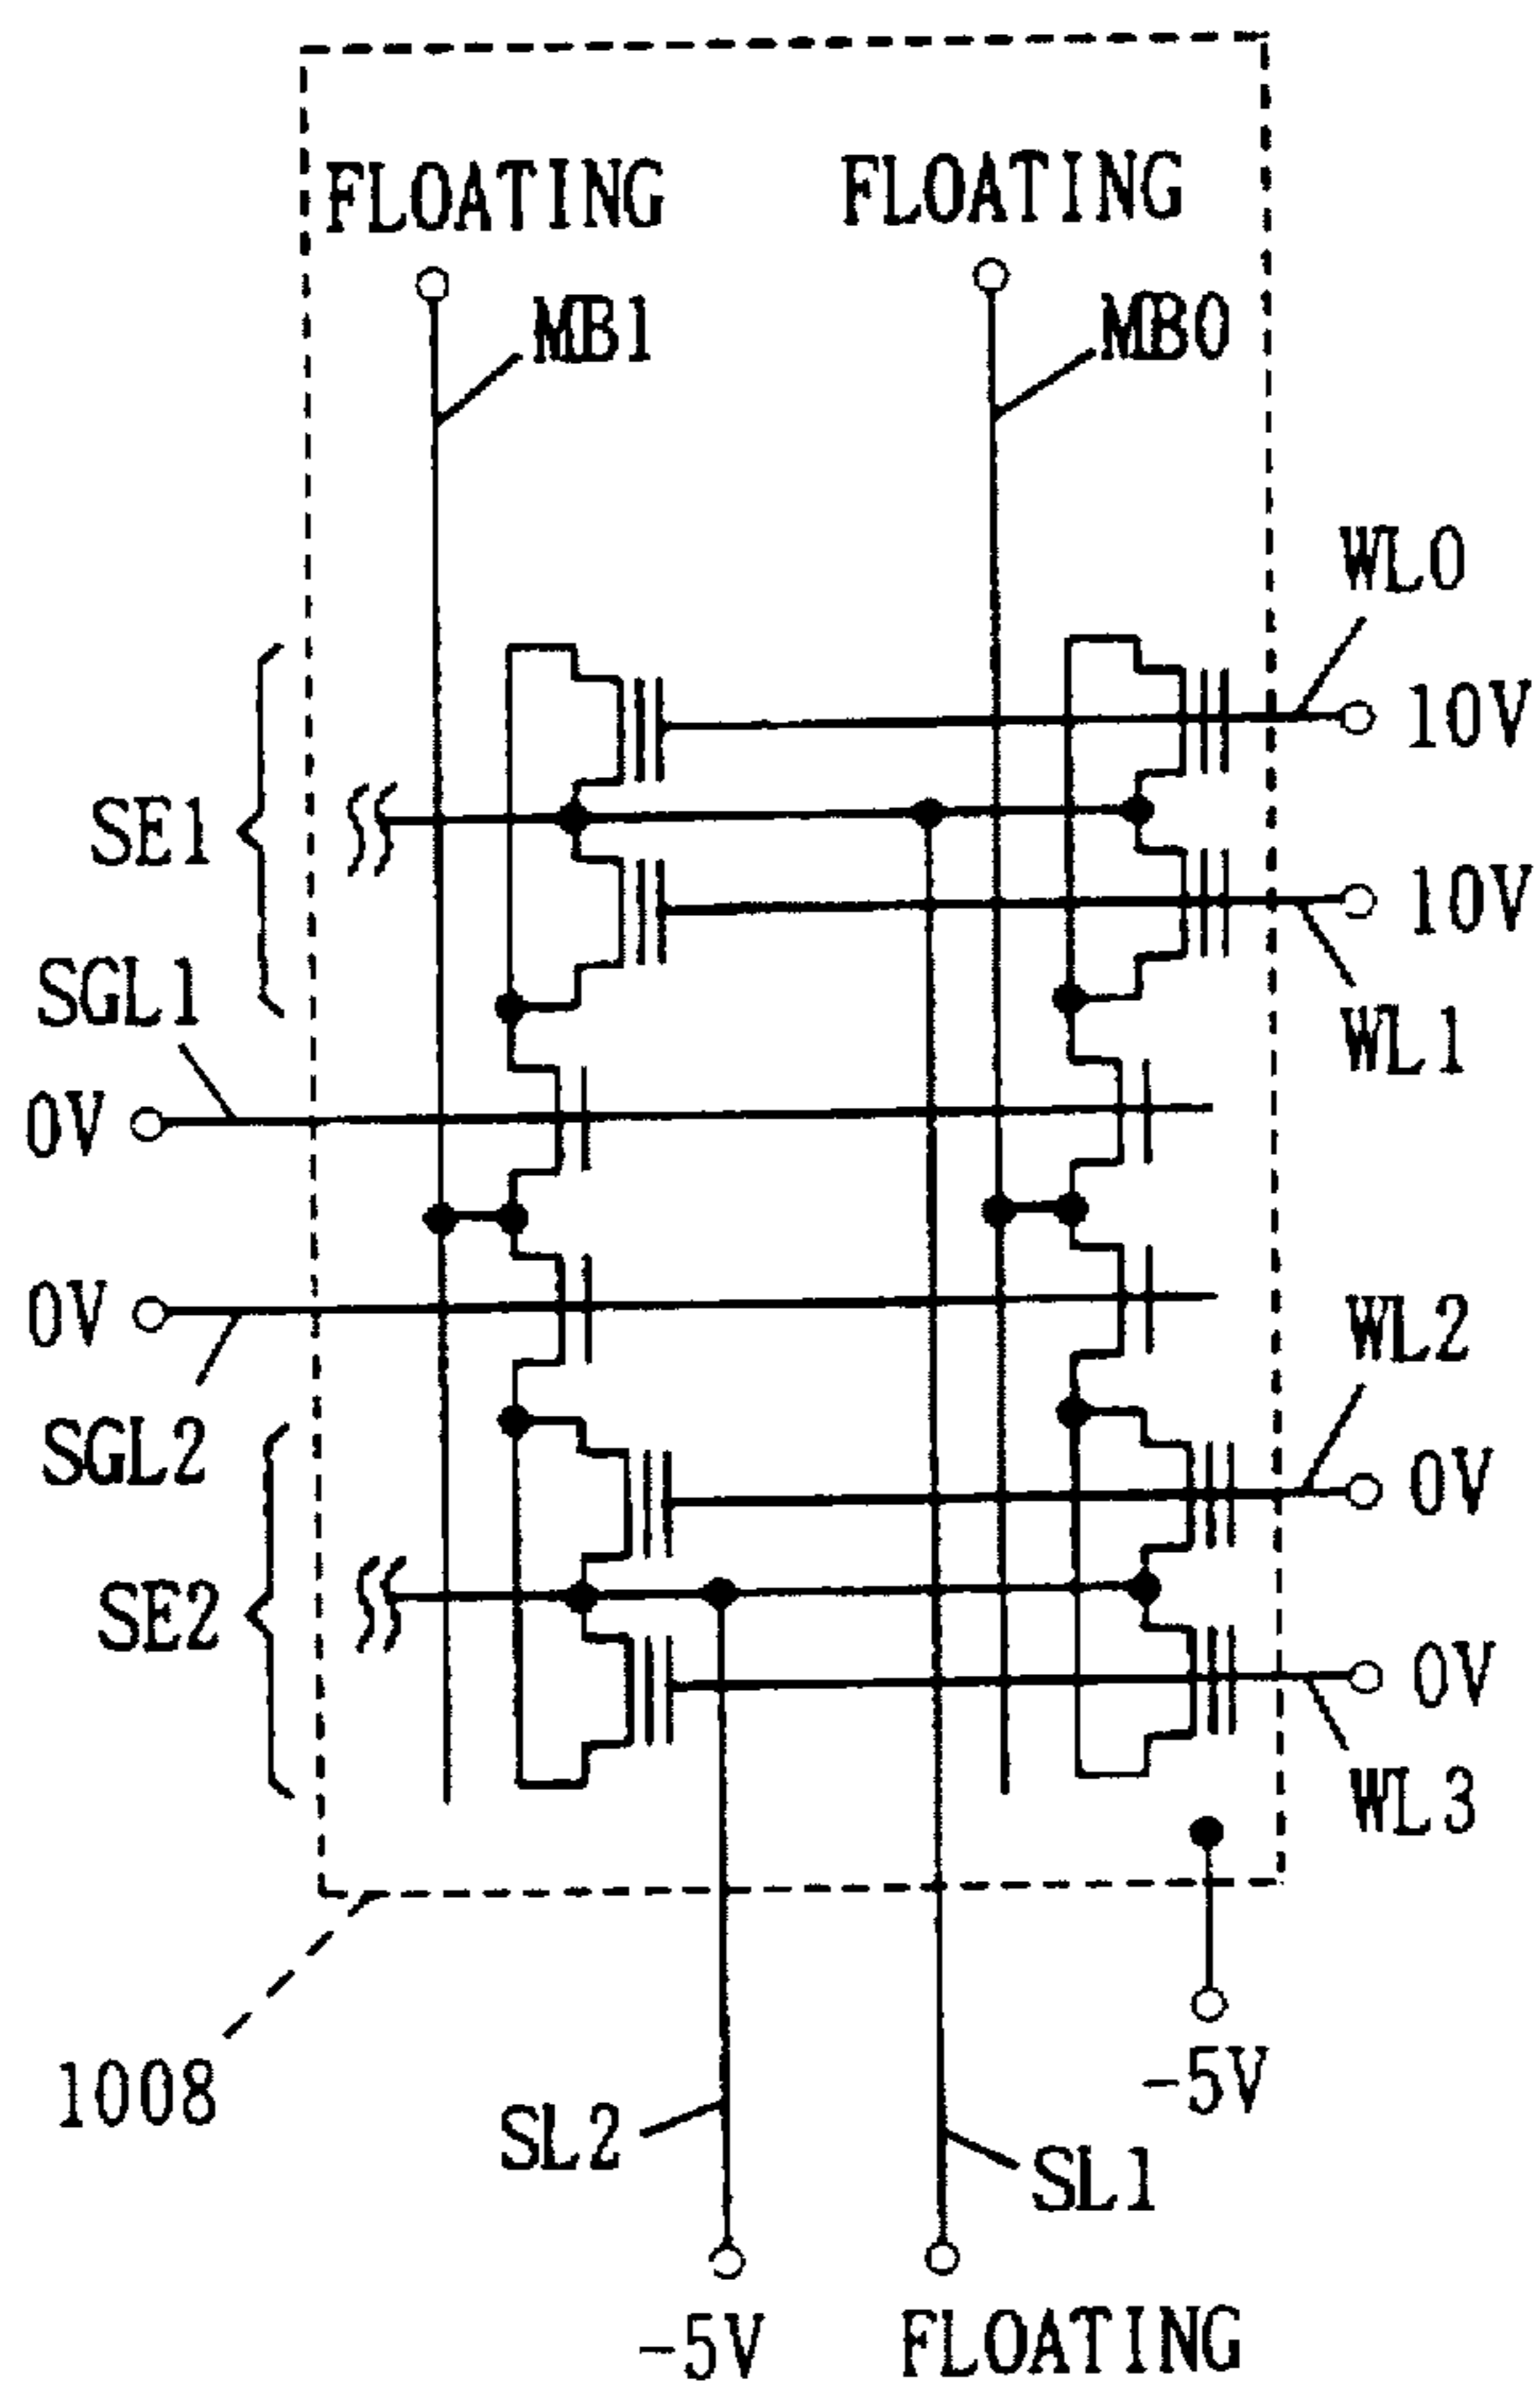 FLOATING FLOATING
MB1 MB0
WL0
10V
SE1
10V
SGL1
WL1
0V
0V
WL2
SGL2
0V
SE2
0V
WL3
1008
-5V
SL2
SL1
-5V
FLOATING